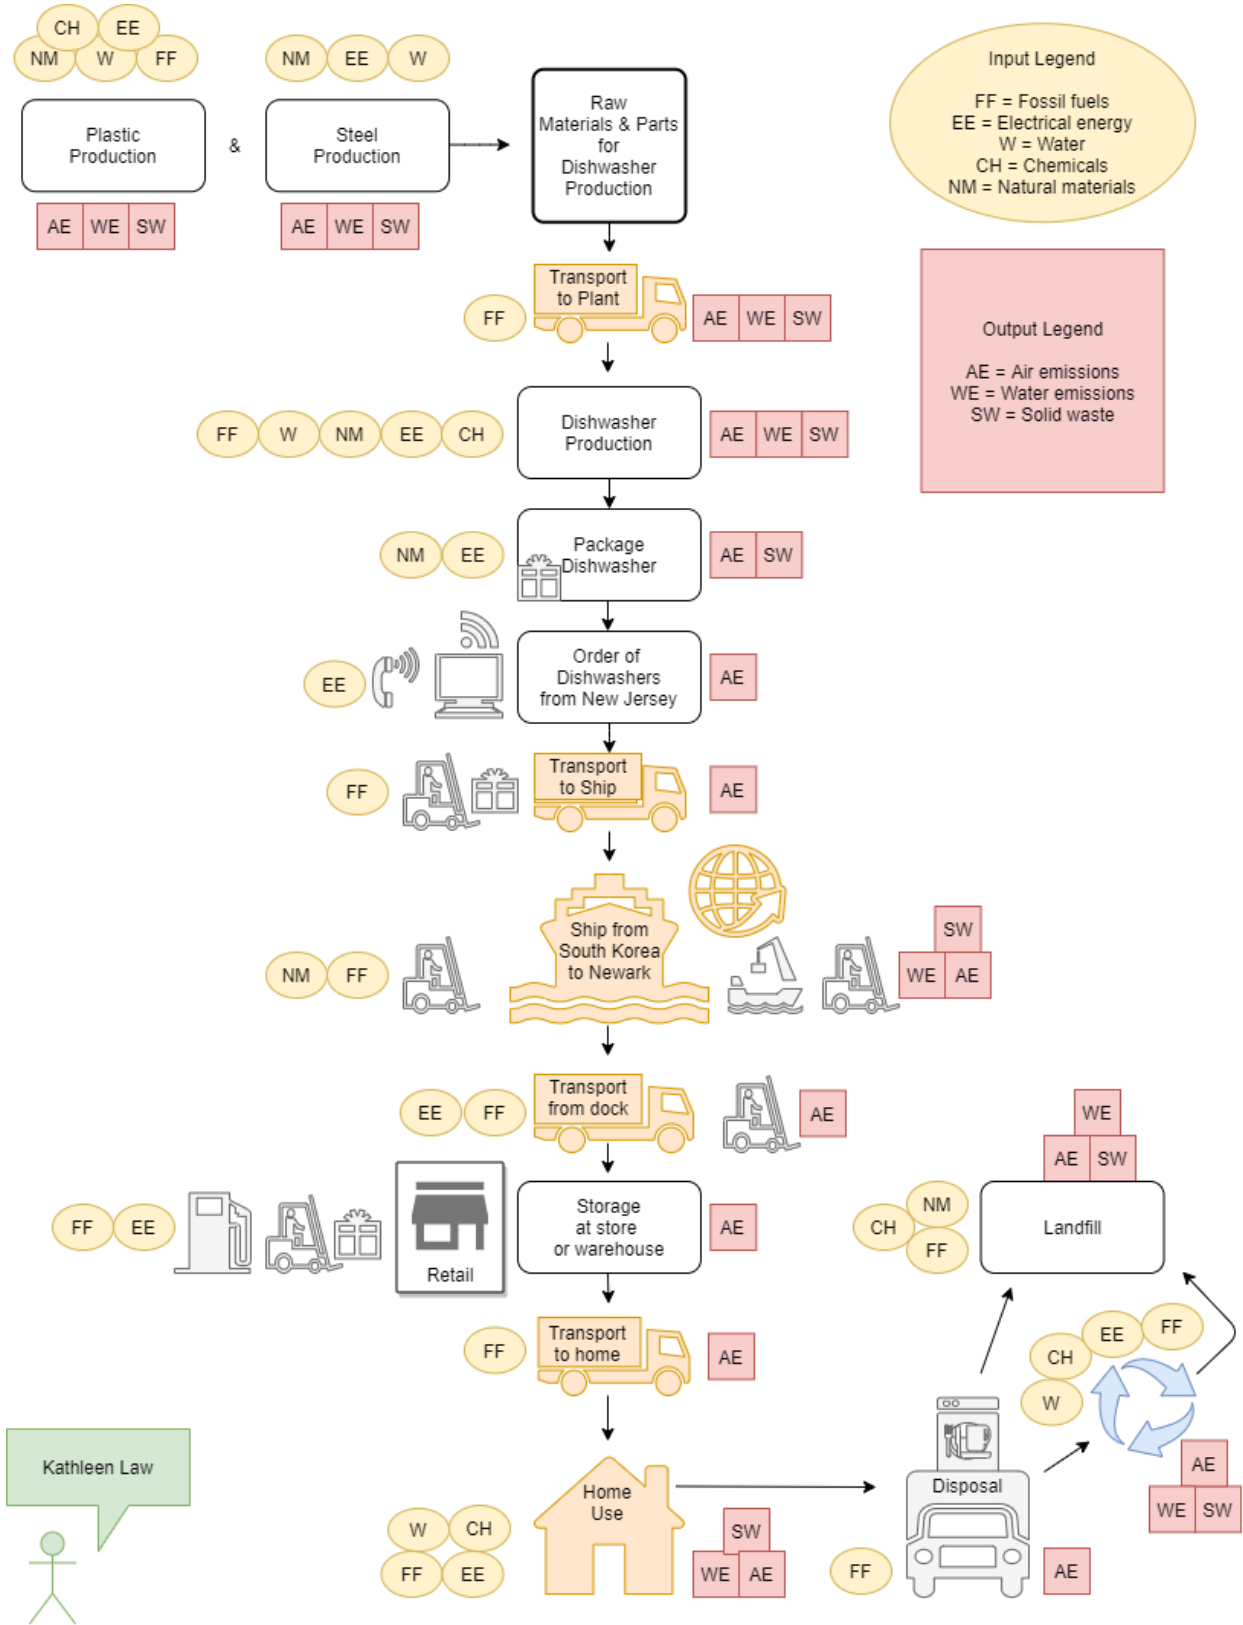 CH EE
NM W FF
NM EE W
Plastic
Production
&
Steel
Production
AE WE SW
AE WE SW
Raw
Materials & Parts
for
Dishwasher
Production
Input Legend
FF = Fossil fuels
EE = Electrical energy
W = Water
CH = Chemicals
NM = Natural materials
Output Legend
AE = Air emissions
WE = Water emissions
SW = Solid waste
FF
Transport
to Plant
AE WE SW
FF W NM EE CH
Dishwasher
Production
AE WE SW
NM EE
Package
Dishwasher
AE SW
EE
Order of
Dishwashers
from New Jersey
AE
FF
Transport
to Ship
AE
NM FF
Ship from
South Korea
to Newark
SW
WE AE
EE FF
Transport
from dock
AE
FF EE
Retail
Storage
at store
or warehouse
AE
WE
AE SW
NM
CH
FF
Landfill
FF
Transport
to home
AE
FF
EE
CH
W
AE
WE SW
Kathleen Law
W CH
FF EE
Home
Use
SW
WE AE
Disposal
FF
AE